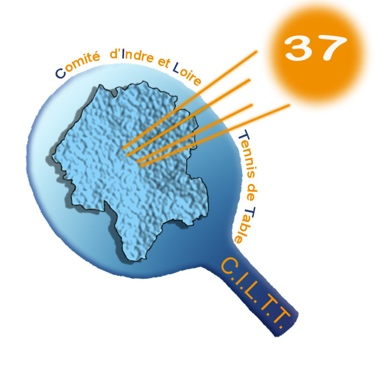 37
Comité d'Indre et Loire
Tennis de Table
C.I.L.T.T.